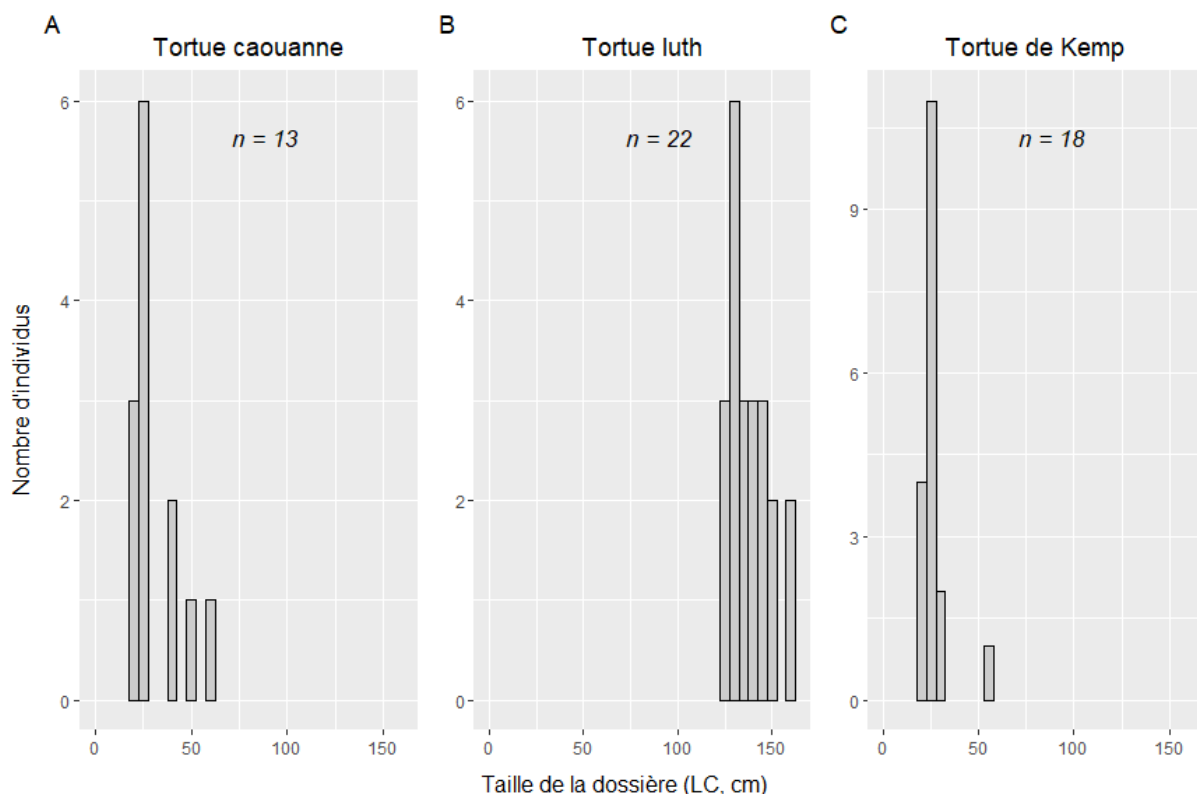 A
Tortue caouanne
B
Tortue luth
C
Tortue de Kemp
n = 13
n = 22
n = 18
Nombre d'individus
6
4
2
0
6
4
2
0
9
6
3
0
0 50 100 150
0 50 100 150
0 50 100 150
Taille de la dossière (LC, cm)